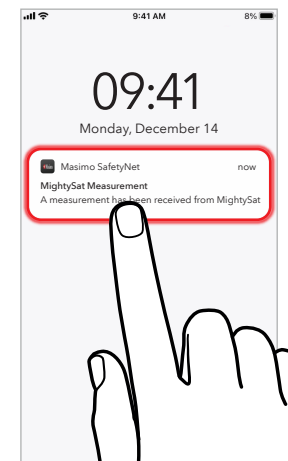 9:41 AM 8%
09:41
Monday, December 14
Masimo SafetyNet now
MightySat Measurement
A measurement has been received from MightySat